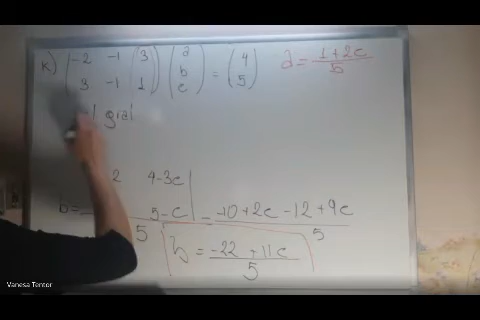 K) (-2 -1 3) (a) = (4) a = 1+2c / 5
(3 -1 1) (b) (5)
(c)
gral
2 4-3c
b = 5-c = -10+2c-12+9c / 5
5
b = -22+11c / 5
Vanesa Tentor